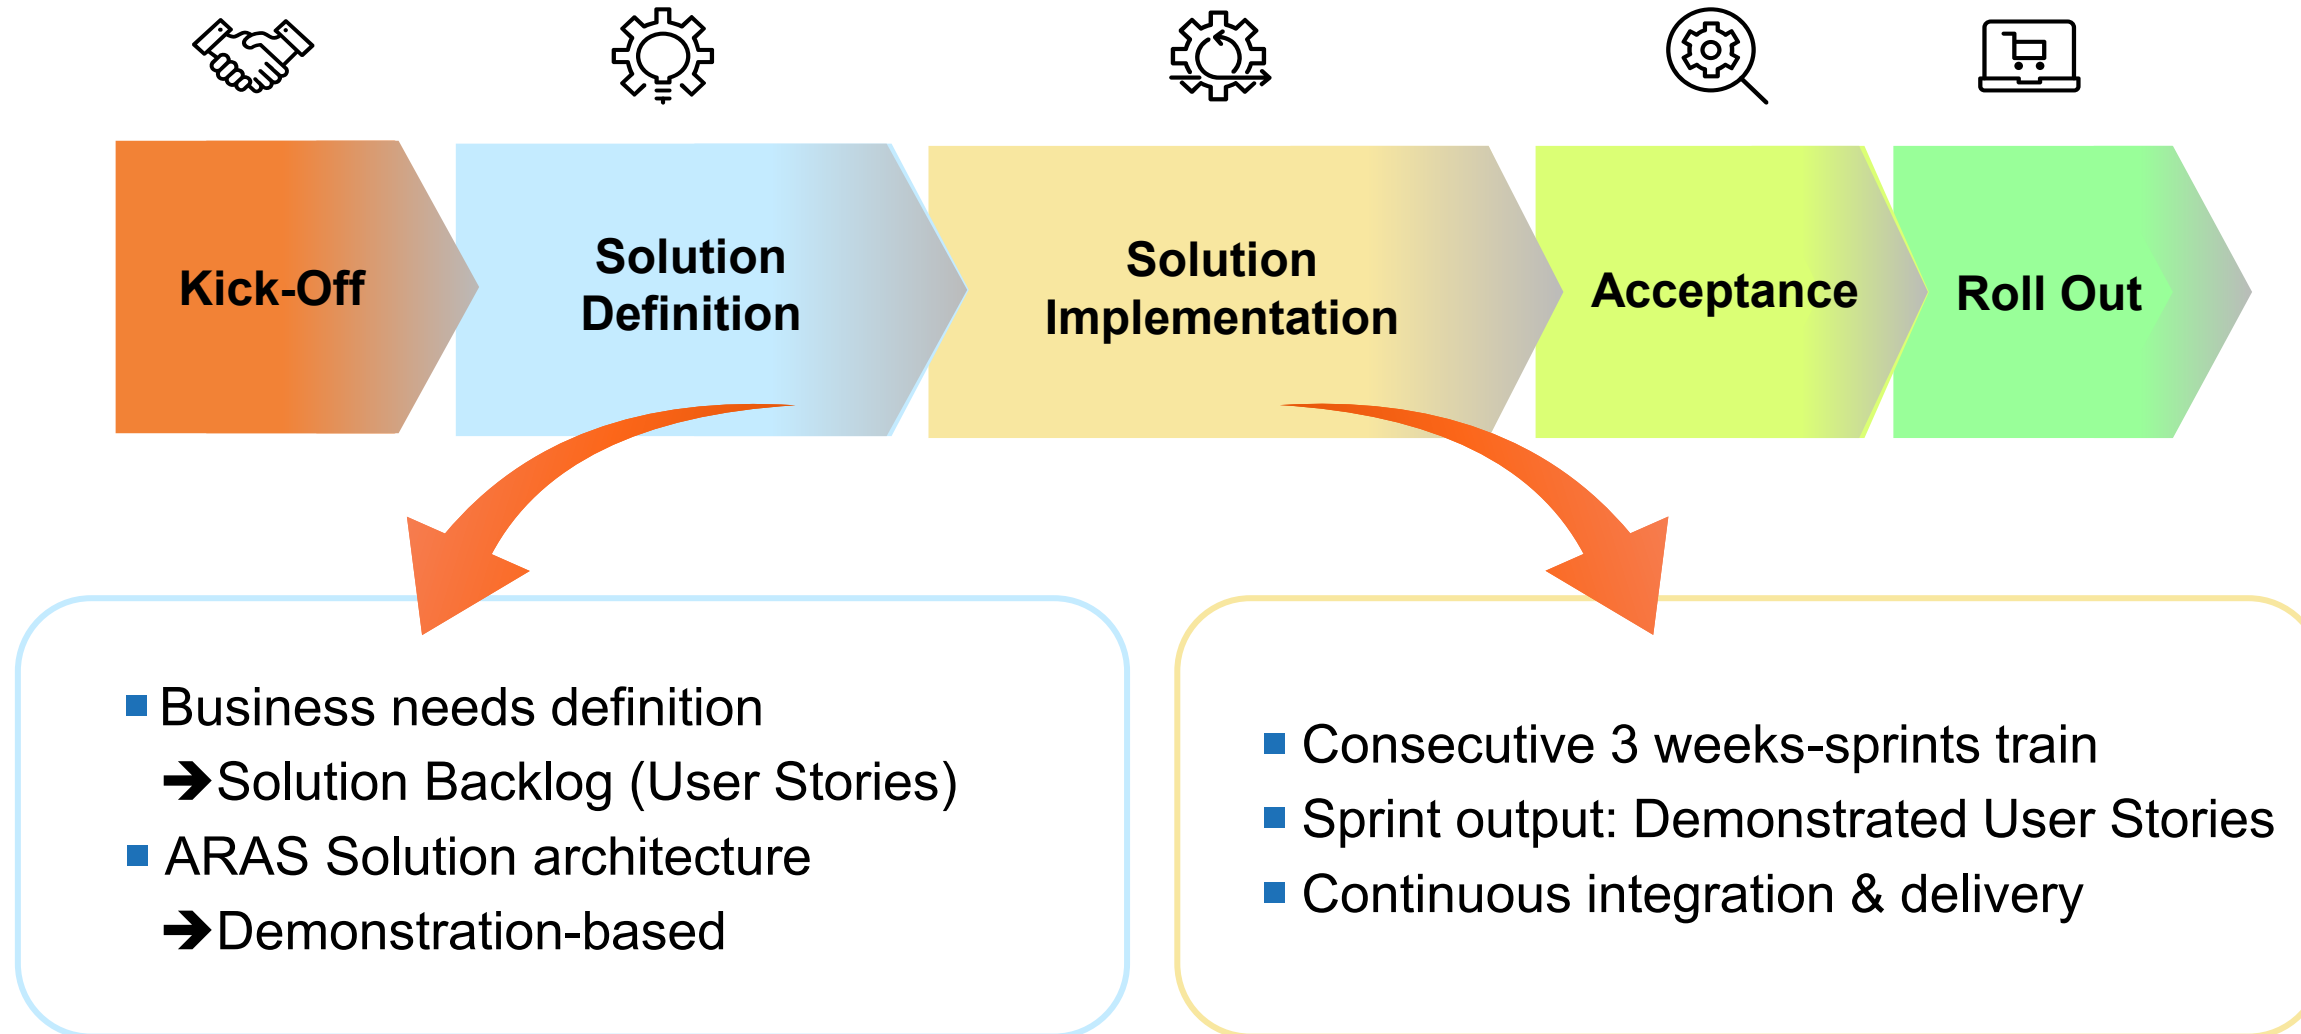 Kick-Off
Solution
Definition
Solution
Implementation
Acceptance
Roll Out
■ Business needs definition
➔Solution Backlog (User Stories)
■ ARAS Solution architecture
➔Demonstration-based
■ Consecutive 3 weeks-sprints train
■ Sprint output: Demonstrated User Stories
■ Continuous integration & delivery